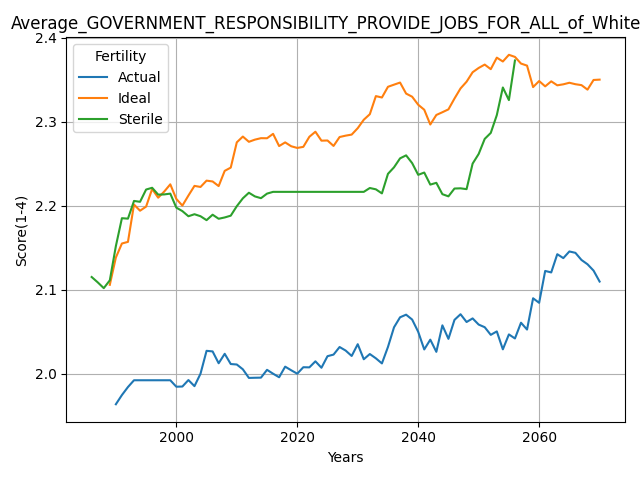 Average_GOVERNMENT_RESPONSIBILITY_PROVIDE_JOBS_FOR_ALL_of_White
2.4
2.3
2.2
2.1
2.0
Score(1-4)
Fertility
Actual
Ideal
Sterile
2000
2020
2040
2060
Years